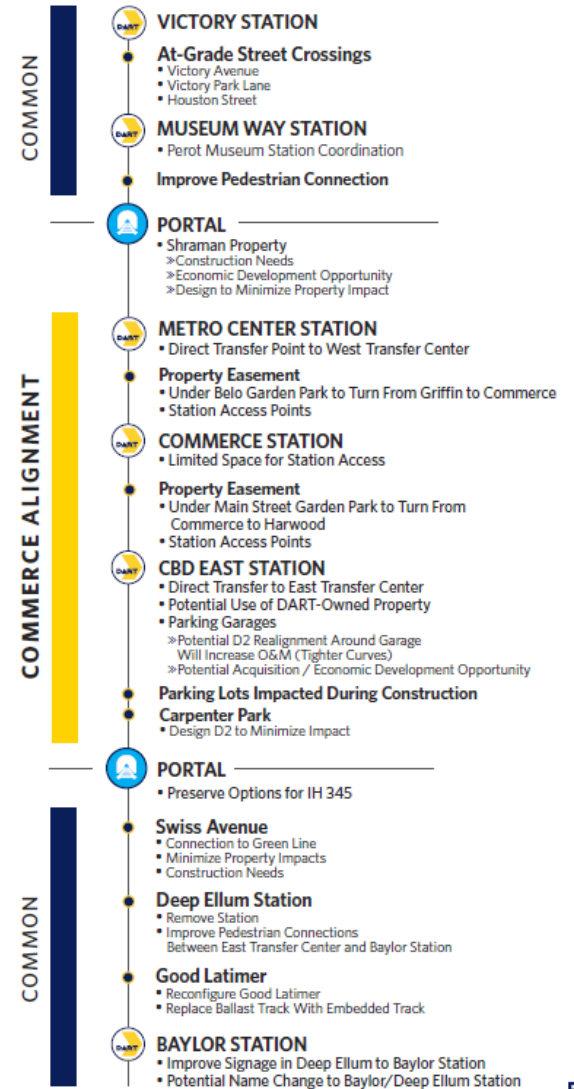 COMMON
DART
VICTORY STATION
At-Grade Street Crossings
▪ Victory Avenue
▪ Victory Park Lane
▪ Houston Street
DART
MUSEUM WAY STATION
▪ Perot Museum Station Coordination
Improve Pedestrian Connection
PORTAL
▪ Shraman Property
»Construction Needs
»Economic Development Opportunity
»Design to Minimize Property Impact
COMMERCE ALIGNMENT
DART
METRO CENTER STATION
▪ Direct Transfer Point to West Transfer Center
Property Easement
▪ Under Belo Garden Park to Turn From Griffin to Commerce
▪ Station Access Points
DART
COMMERCE STATION
▪ Limited Space for Station Access
Property Easement
▪ Under Main Street Garden Park to Turn From
Commerce to Harwood
▪ Station Access Points
DART
CBD EAST STATION
▪ Direct Transfer to East Transfer Center
▪ Potential Use of DART-Owned Property
▪ Parking Garages
»Potential D2 Realignment Around Garage
Will Increase O&M (Tighter Curves)
»Potential Acquisition / Economic Development Opportunity
Parking Lots Impacted During Construction
Carpenter Park
▪ Design D2 to Minimize Impact
PORTAL
▪ Preserve Options for IH 345
COMMON
Swiss Avenue
▪ Connection to Green Line
▪ Minimize Property Impacts
▪ Construction Needs
Deep Ellum Station
▪ Remove Station
▪ Improve Pedestrian Connections
Between East Transfer Center and Baylor Station
Good Latimer
▪ Reconfigure Good Latimer
▪ Replace Ballast Track With Embedded Track
DART
BAYLOR STATION
▪ Improve Signage in Deep Ellum to Baylor Station
▪ Potential Name Change to Baylor/Deep Ellum Station